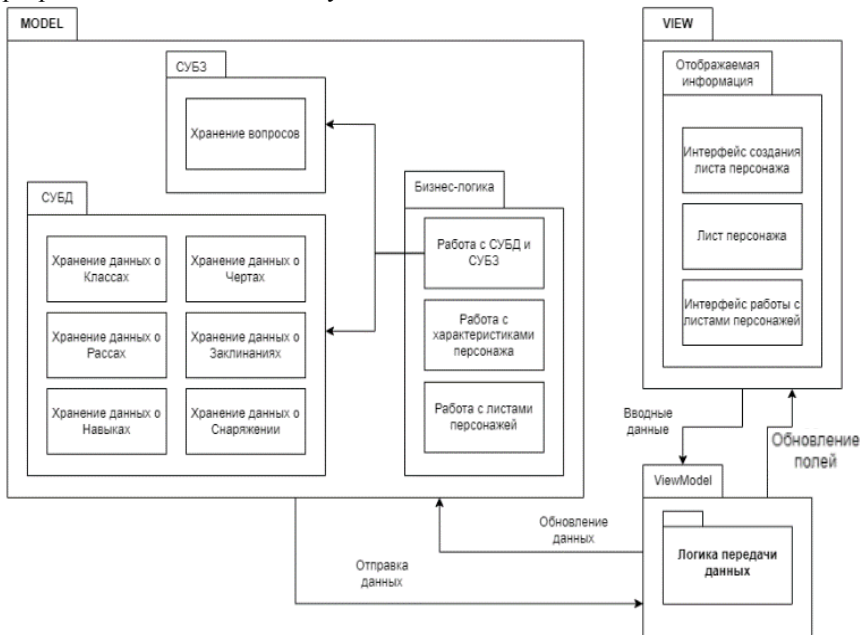 MODEL
СУБЗ
Хранение вопросов
СУБД
Хранение данных о
Классах
Хранение данных о
Чертах
Хранение данных о
Рассах
Хранение данных о
Заклинаниях
Хранение данных о
Навыках
Хранение данных о
Снаряжении
Бизнес-логика
Работа с СУБД и
СУБЗ
Работа с
характеристиками
персонажа
Работа с листами
персонажей
VIEW
Отображаемая
информация
Интерфейс создания
листа персонажа
Лист персонажа
Интерфейс работы с
листами персонажей
Вводные
данные
Обновление
полей
ViewModel
Логика передачи
данных
Обновление
данных
Отправка
данных